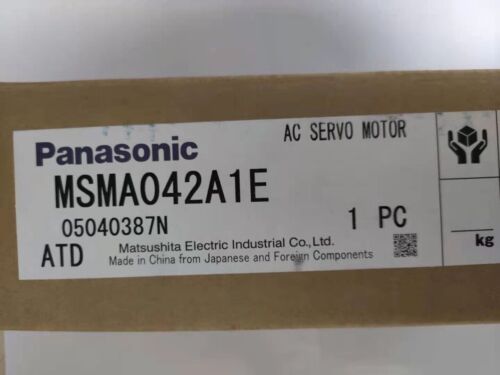 AC SERVO MOTOR
Panasonic
MSMA042A1E
05040387N
1 PC
ATD
Matsushita Electric Industrial Co., Ltd.
Made in China from Japanese and Foreign Components
kg